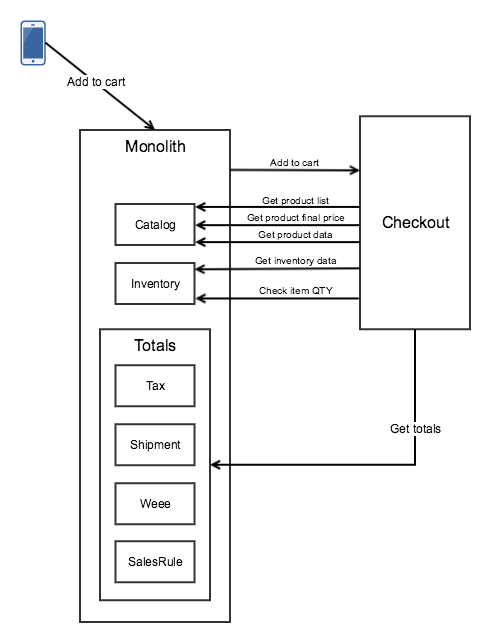 Add to cart
Monolith
Add to cart
Get product list
Get product final price
Get product data
Catalog
Checkout
Get inventory data
Inventory
Check item QTY
Totals
Tax
Get totals
Shipment
Weee
SalesRule